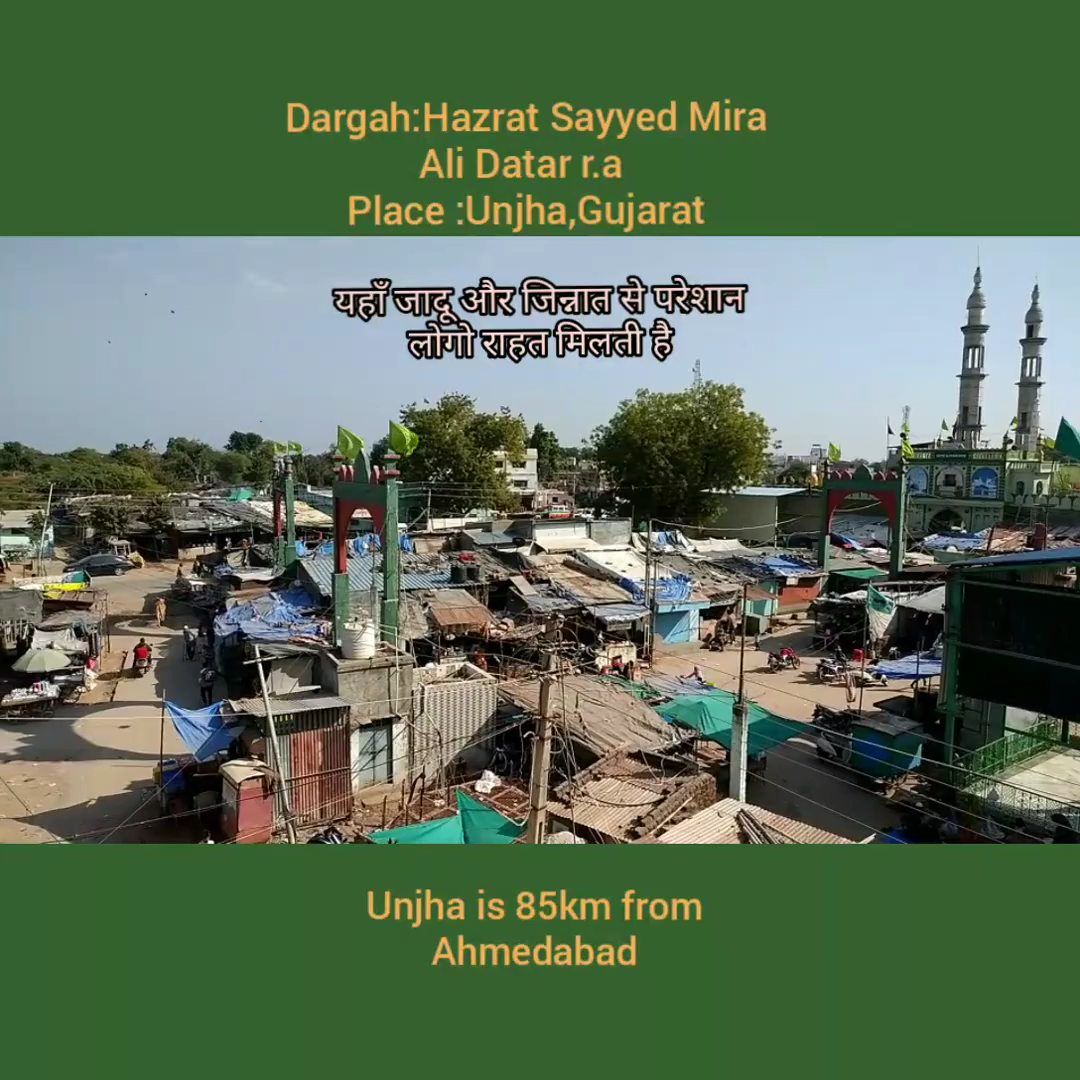 Dargah:Hazrat Sayyed Mira
Ali Datar r.a
Place :Unjha,Gujarat
यहाँ जादू और जिन्नात से परेशान
लोगो राहत मिलती है
Unjha is 85km from
Ahmedabad